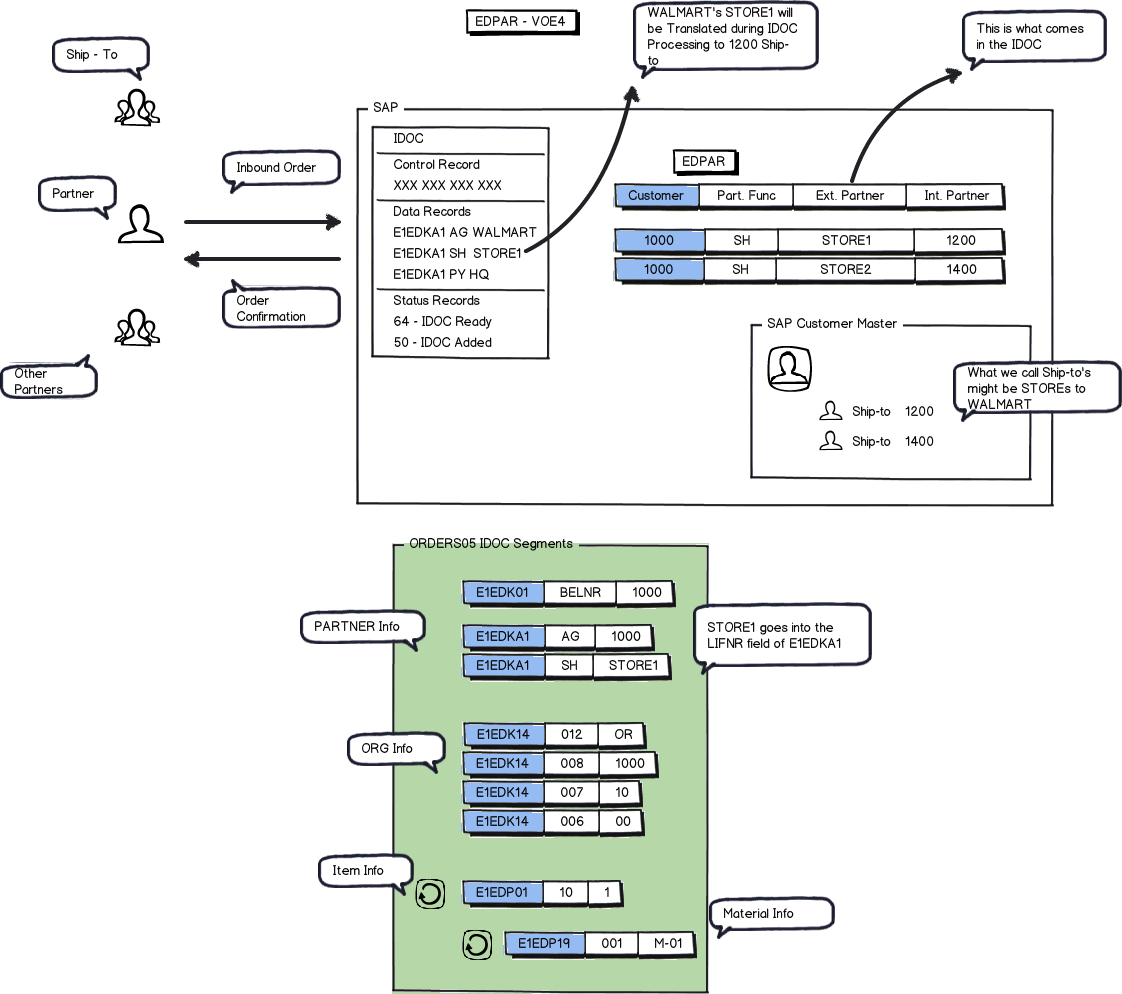 EDPAR - VOE4
WALMART's STORE1 will
be Translated during IDOC
Processing to 1200 Ship-
to
This is what comes
in the IDOC
Ship - To
Partner
Inbound Order
Order
Confirmation
Other
Partners
SAP
IDOC
Control Record
XXX XXX XXX XXX
Data Records
E1EDKA1 AG WALMART
E1EDKA1 SH STORE1
E1EDKA1 PY HQ
Status Records
64 - IDOC Ready
50 - IDOC Added
EDPAR
Customer Part. Func Ext. Partner Int. Partner
1000 SH STORE1 1200
1000 SH STORE2 1400
SAP Customer Master
Ship-to 1200
Ship-to 1400
What we call Ship-to's
might be STOREs to
WALMART
ORDERS05 IDOC Segments
E1EDK01 BELNR 1000
PARTNER Info
E1EDKA1 AG 1000
E1EDKA1 SH STORE1
STORE1 goes into the
LIFNR field of E1EDKA1
ORG Info
E1EDK14 012 OR
E1EDK14 008 1000
E1EDK14 007 10
E1EDK14 006 00
Item Info
E1EDP01 10 1
Material Info
E1EDP19 001 M-01